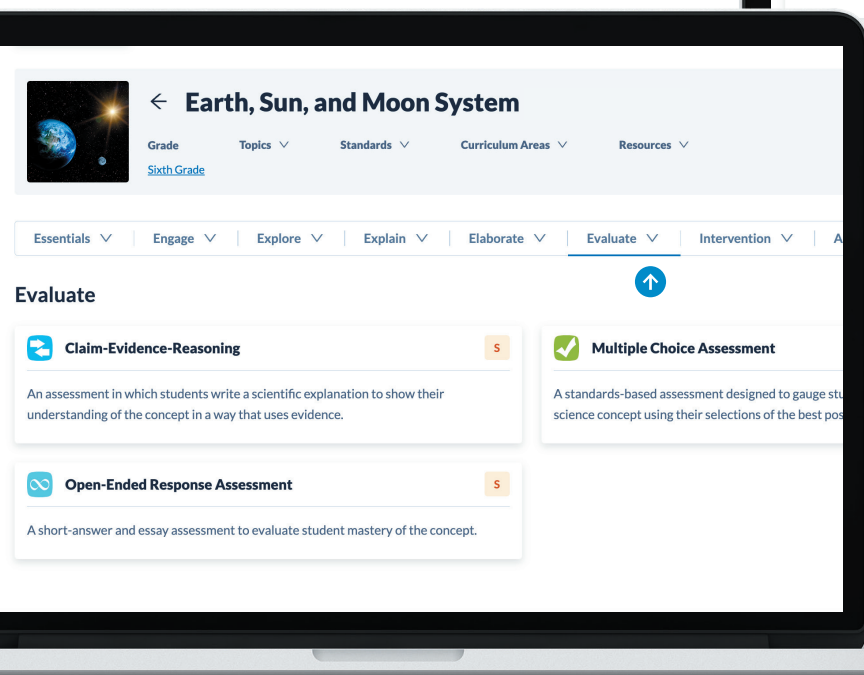 Earth, Sun, and Moon System
Grade Topics Standards Curriculum Areas Resources
Sixth Grade
Essentials Engage Explore Explain Elaborate Evaluate Intervention A
Evaluate
Claim-Evidence-Reasoning S
An assessment in which students write a scientific explanation to show their
understanding of the concept in a way that uses evidence.
Multiple Choice Assessment
A standards-based assessment designed to gauge stu
science concept using their selections of the best pos
Open-Ended Response Assessment S
A short-answer and essay assessment to evaluate student mastery of the concept.